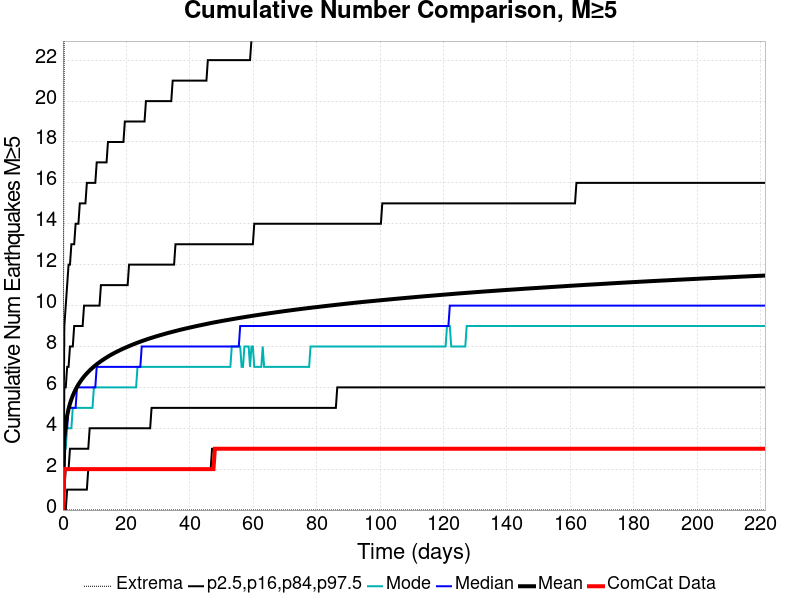 Cumulative Number Comparison, M≥5
Cumulative Num Earthquakes M≥5
22
20
18
16
14
12
10
8
6
4
2
0
0 20 40 60 80 100 120 140 160 180 200 220
Time (days)
Extrema p2.5,p16,p84,p97.5 Mode Median Mean ComCat Data